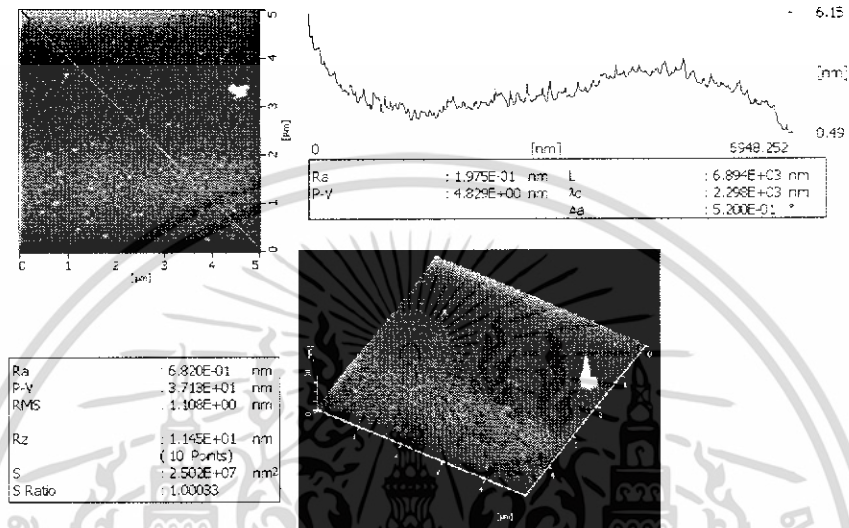 5
4
3
2
1
0
[µm]
0 1 2 3 4 5
[µm]
6.15
[nm]
0.49
0 [nm] 5948.252
Ra : 1.975E-01 nm L : 6.894E+03 nm
P-V : 4.829E+00 nm λc : 2.298E+03 nm
Δa : 5.200E-01 °
Ra : 6.820E-01 nm
P-V : 3.713E+01 nm
RMS : 1.108E+00 nm
Rz : 1.145E+01 nm
(10 Points)
S : 2.502E+07 nm²
S Ratio : 1.00033
[µm]